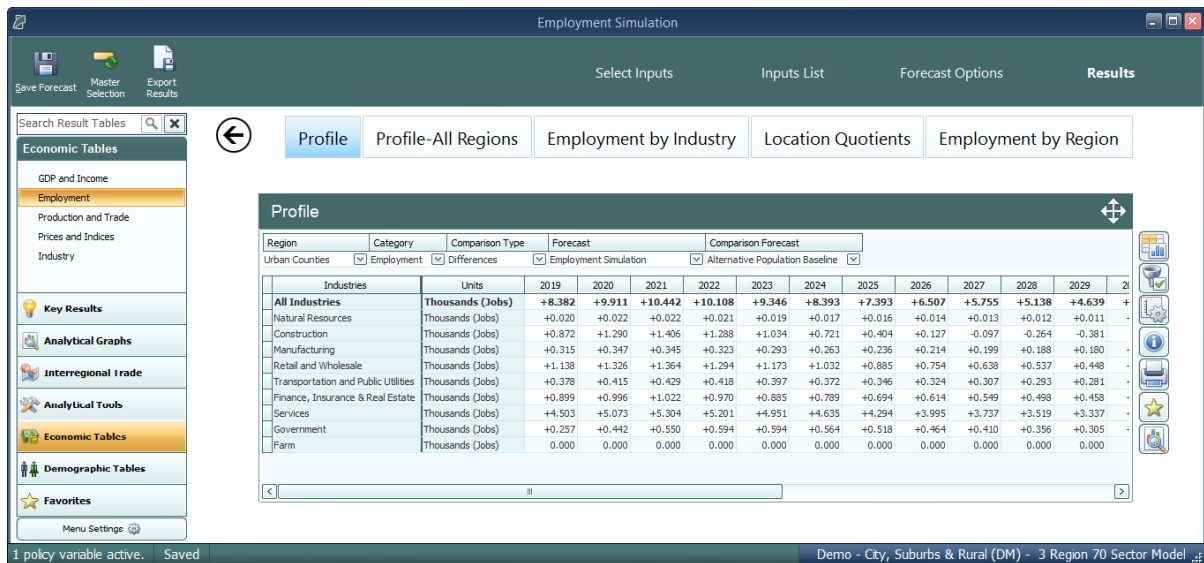 Employment Simulation
Save Forecast
Master Selection
Export Results
Select Inputs Inputs List Forecast Options Results
Search Result Tables
Economic Tables
GDP and Income
Employment
Production and Trade
Prices and Indices
Industry
Key Results
Analytical Graphs
Interregional Trade
Analytical Tools
Economic Tables
Demographic Tables
Favorites
Menu Settings
Profile Profile-All Regions Employment by Industry Location Quotients Employment by Region
Profile
Region Category Comparison Type Forecast Comparison Forecast
Urban Counties Employment Differences Employment Simulation Alternative Population Baseline
Industries Units 2019 2020 2021 2022 2023 2024 2025 2026 2027 2028 2029
All Industries Thousands (Jobs) +8.382 +9.911 +10.442 +10.108 +9.346 +8.393 +7.393 +6.507 +5.755 +5.138 +4.639 +
Natural Resources Thousands (Jobs) +0.020 +0.022 +0.022 +0.021 +0.019 +0.017 +0.016 +0.014 +0.013 +0.012 +0.011
Construction Thousands (Jobs) +0.872 +1.290 +1.406 +1.288 +1.034 +0.721 +0.404 +0.127 -0.097 -0.264 -0.381
Manufacturing Thousands (Jobs) +0.315 +0.347 +0.345 +0.323 +0.293 +0.263 +0.236 +0.214 +0.199 +0.188 +0.180
Retail and Wholesale Thousands (Jobs) +1.138 +1.326 +1.364 +1.294 +1.173 +1.032 +0.885 +0.754 +0.638 +0.537 +0.448
Transportation and Public Utilities Thousands (Jobs) +0.378 +0.415 +0.429 +0.418 +0.397 +0.372 +0.346 +0.324 +0.307 +0.293 +0.281
Finance, Insurance & Real Estate Thousands (Jobs) +0.899 +0.996 +1.022 +0.970 +0.885 +0.789 +0.694 +0.614 +0.549 +0.498 +0.458
Services Thousands (Jobs) +4.503 +5.073 +5.304 +5.201 +4.951 +4.635 +4.294 +3.995 +3.737 +3.519 +3.337
Government Thousands (Jobs) +0.257 +0.442 +0.550 +0.594 +0.594 +0.564 +0.518 +0.464 +0.410 +0.356 +0.305
Farm Thousands (Jobs) 0.000 0.000 0.000 0.000 0.000 0.000 0.000 0.000 0.000 0.000 0.000
1 policy variable active. Saved
Demo - City, Suburbs & Rural (DM) - 3 Region 70 Sector Model